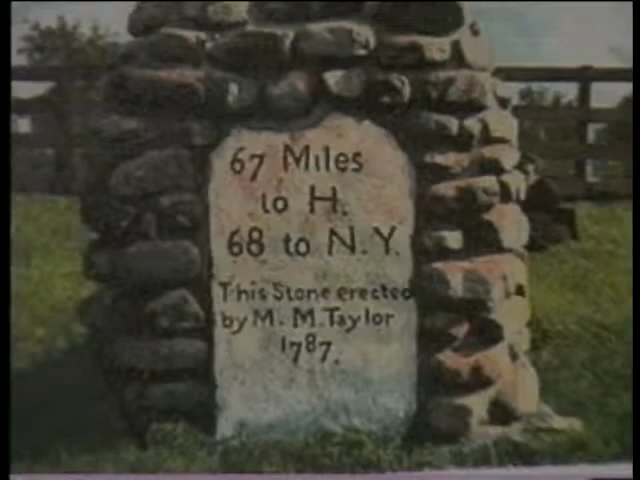 67 Miles
to H.
68 to N.Y.
This Stone erected
by M. M. Taylor
1787.